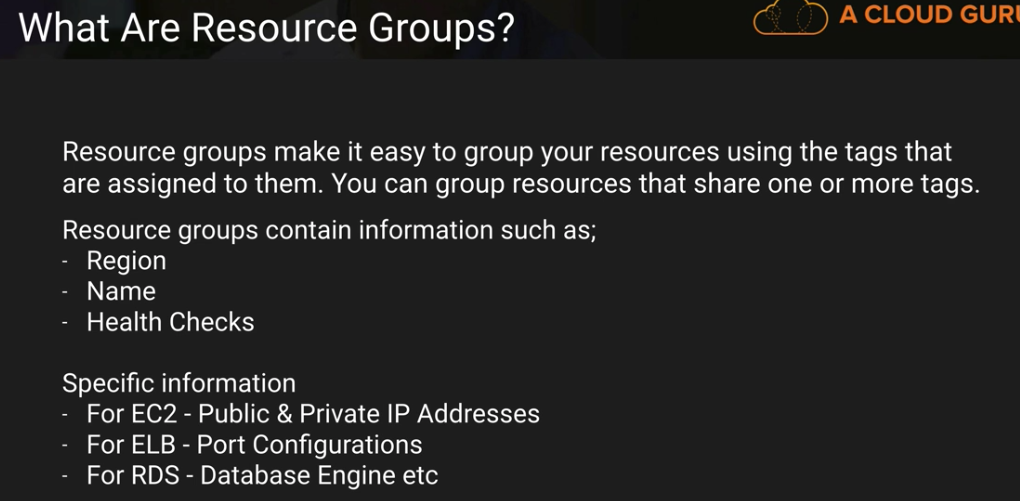 What Are Resource Groups?
A CLOUD GURU
Resource groups make it easy to group your resources using the tags that
are assigned to them. You can group resources that share one or more tags.
Resource groups contain information such as;
- Region
- Name
- Health Checks
Specific information
- For EC2 - Public & Private IP Addresses
- For ELB - Port Configurations
- For RDS - Database Engine etc